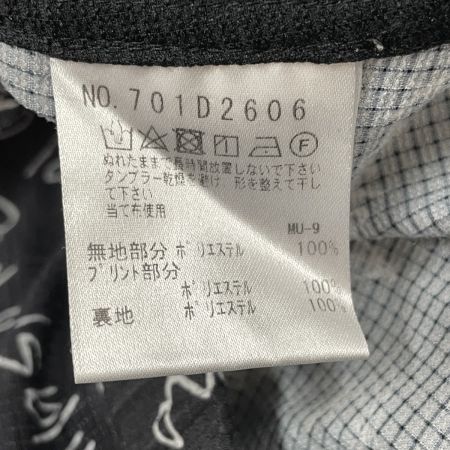 NO.701D2606
F
ぬれたままで長時間放置しないで下さい
タンブラー乾燥を避け 形を整えて干し
て下さい
当て布使用
MU-9
無地部分 ポリエステル 100%
プリント部分
ポリエステル 100%
裏地 ポリエステル 100%